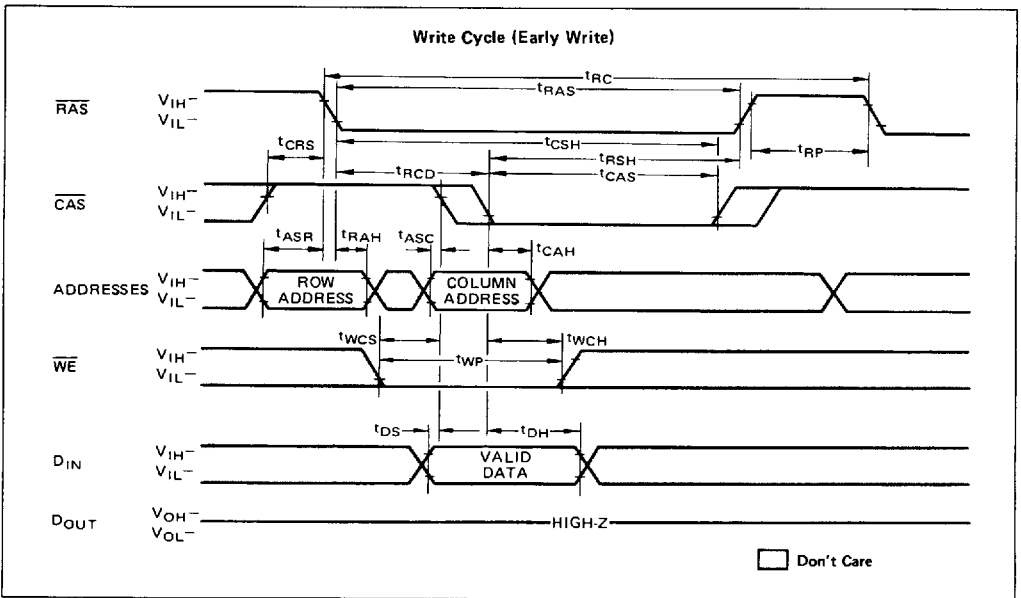 Write Cycle (Early Write)
tRC
tRAS
RAS
VIH–
VIL–
tCRS
tCSH
tRSH
tRP
tRCD
tCAS
CAS
VIH–
VIL–
tASR
tRAH
tASC
tCAH
ADDRESSES
VIH–
VIL–
ROW
ADDRESS
COLUMN
ADDRESS
tWCS
tWP
tWCH
WE
VIH–
VIL–
tDS
tDH
DIN
VIH–
VIL–
VALID
DATA
DOUT
VOH–
VOL–
HIGH-Z
Don't Care